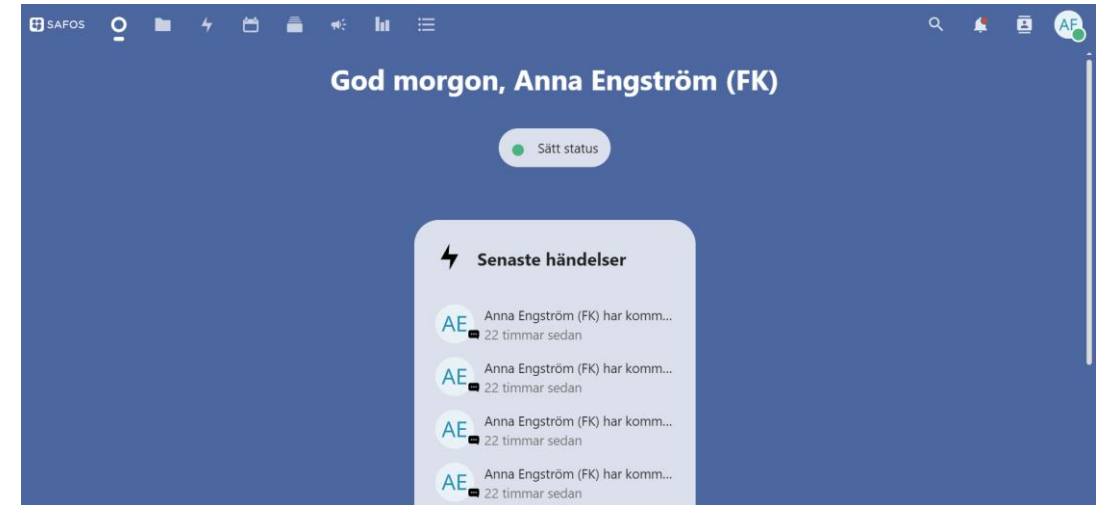 SAFOS
AE
God morgon, Anna Engström (FK)
Sätt status
Senaste händelser
AE
Anna Engström (FK) har komm...
22 timmar sedan
AE
Anna Engström (FK) har komm...
22 timmar sedan
AE
Anna Engström (FK) har komm...
22 timmar sedan
AE
Anna Engström (FK) har komm...
22 timmar sedan